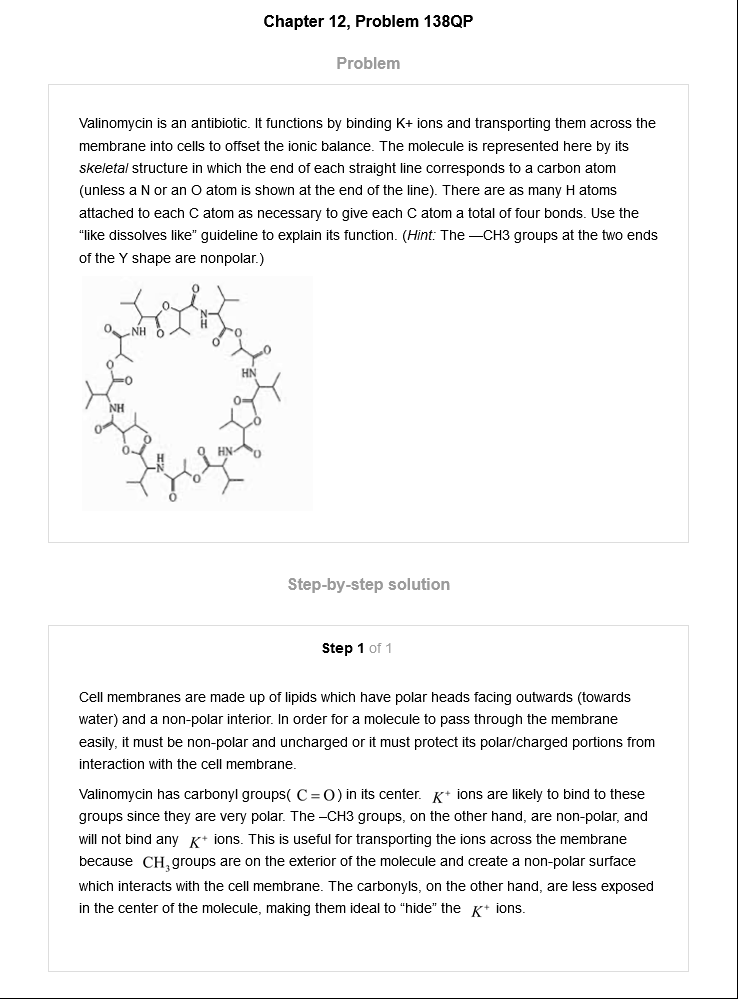 Chapter 12, Problem 138QP
Problem
Valinomycin is an antibiotic. It functions by binding K+ ions and transporting them across the
membrane into cells to offset the ionic balance. The molecule is represented here by its
skeletal structure in which the end of each straight line corresponds to a carbon atom
(unless a N or an O atom is shown at the end of the line). There are as many H atoms
attached to each C atom as necessary to give each C atom a total of four bonds. Use the
“like dissolves like” guideline to explain its function. (Hint: The —CH3 groups at the two ends
of the Y shape are nonpolar.)
O
O N H
O NH O O O
O O
HN
O
NH O
O O
O O HN O
H N O
O
Step-by-step solution
Step 1 of 1
Cell membranes are made up of lipids which have polar heads facing outwards (towards
water) and a non-polar interior. In order for a molecule to pass through the membrane
easily, it must be non-polar and uncharged or it must protect its polar/charged portions from
interaction with the cell membrane.
Valinomycin has carbonyl groups( C=O) in its center. K⁺ ions are likely to bind to these
groups since they are very polar. The –CH3 groups, on the other hand, are non-polar, and
will not bind any K⁺ ions. This is useful for transporting the ions across the membrane
because CH₃groups are on the exterior of the molecule and create a non-polar surface
which interacts with the cell membrane. The carbonyls, on the other hand, are less exposed
in the center of the molecule, making them ideal to “hide” the K⁺ ions.